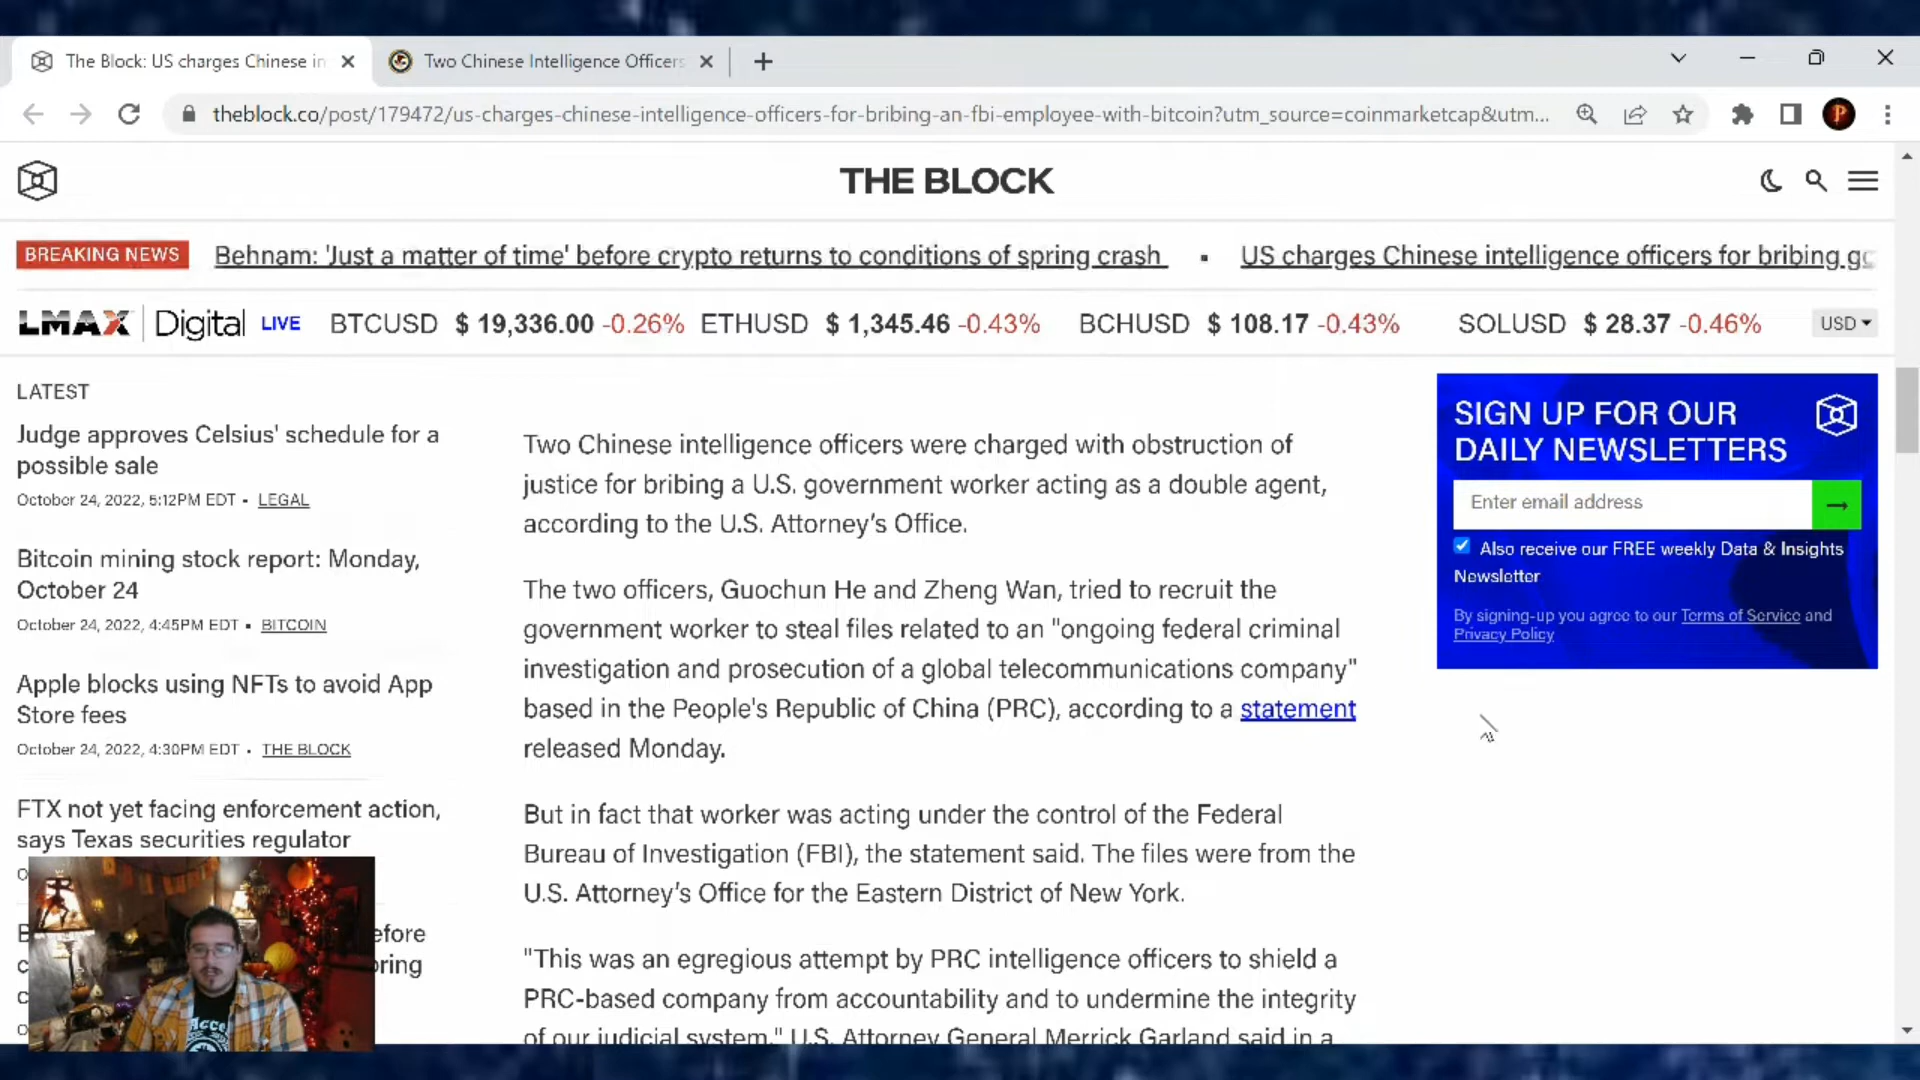 The Block: US charges Chinese in
Two Chinese Intelligence Officers
theblock.co/post/179472/us-charges-chinese-intelligence-officers-for-bribing-an-fbi-employee-with-bitcoin?utm_source=coinmarketcap&utm...
P
THE BLOCK
BREAKING NEWS
Behnam: 'Just a matter of time' before crypto returns to conditions of spring crash ▪ US charges Chinese intelligence officers for bribing gc
LMAX Digital LIVE BTCUSD $ 19,336.00 -0.26% ETHUSD $ 1,345.46 -0.43% BCHUSD $ 108.17 -0.43% SOLUSD $ 28.37 -0.46% USD
LATEST
Judge approves Celsius' schedule for a
possible sale
October 24, 2022, 5:12PM EDT • LEGAL
Bitcoin mining stock report: Monday,
October 24
October 24, 2022, 4:45PM EDT • BITCOIN
Apple blocks using NFTs to avoid App
Store fees
October 24, 2022, 4:30PM EDT • THE BLOCK
FTX not yet facing enforcement action,
says Texas securities regulator
efore
ring
Acce
Two Chinese intelligence officers were charged with obstruction of
justice for bribing a U.S. government worker acting as a double agent,
according to the U.S. Attorney's Office.
The two officers, Guochun He and Zheng Wan, tried to recruit the
government worker to steal files related to an "ongoing federal criminal
investigation and prosecution of a global telecommunications company"
based in the People's Republic of China (PRC), according to a statement
released Monday.
But in fact that worker was acting under the control of the Federal
Bureau of Investigation (FBI), the statement said. The files were from the
U.S. Attorney's Office for the Eastern District of New York.
"This was an egregious attempt by PRC intelligence officers to shield a
PRC-based company from accountability and to undermine the integrity
of our judicial system," U.S. Attorney General Merrick Garland said in a
SIGN UP FOR OUR
DAILY NEWSLETTERS
Enter email address
Also receive our FREE weekly Data & Insights
Newsletter
By signing-up you agree to our Terms of Service and
Privacy Policy